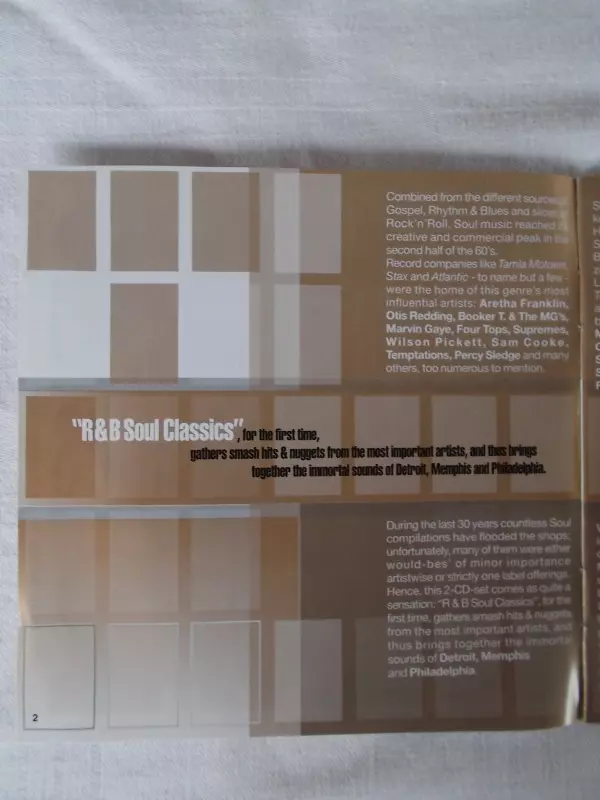 Combined from the different sources of
Gospel, Rhythm & Blues and slices of
Rock'n'Roll, Soul music reached its
creative and commercial peak in the
second half of the 60's.
Record companies like Tamla Motown,
Stax and Atlantic - to name but a few -
were the home of this genre's most
influential artists: Aretha Franklin,
Otis Redding, Booker T. & The MG's,
Marvin Gaye, Four Tops, Supremes,
Wilson Pickett, Sam Cooke,
Temptations, Percy Sledge and many
others, too numerous to mention.
"R&B Soul Classics", for the first time,
gathers smash hits & nuggets from the most important artists, and thus brings
together the immortal sounds of Detroit, Memphis and Philadelphia.
During the last 30 years countless Soul
compilations have flooded the shops;
unfortunately, many of them were either
would-bes' of minor importance
artistwise or strictly one label offerings.
Hence, this 2-CD-set comes as quite a
sensation: "R & B Soul Classics", for the
first time, gathers smash hits & nuggets
from the most important artists, and
thus brings together the immortal
sounds of Detroit, Memphis
and Philadelphia.
2